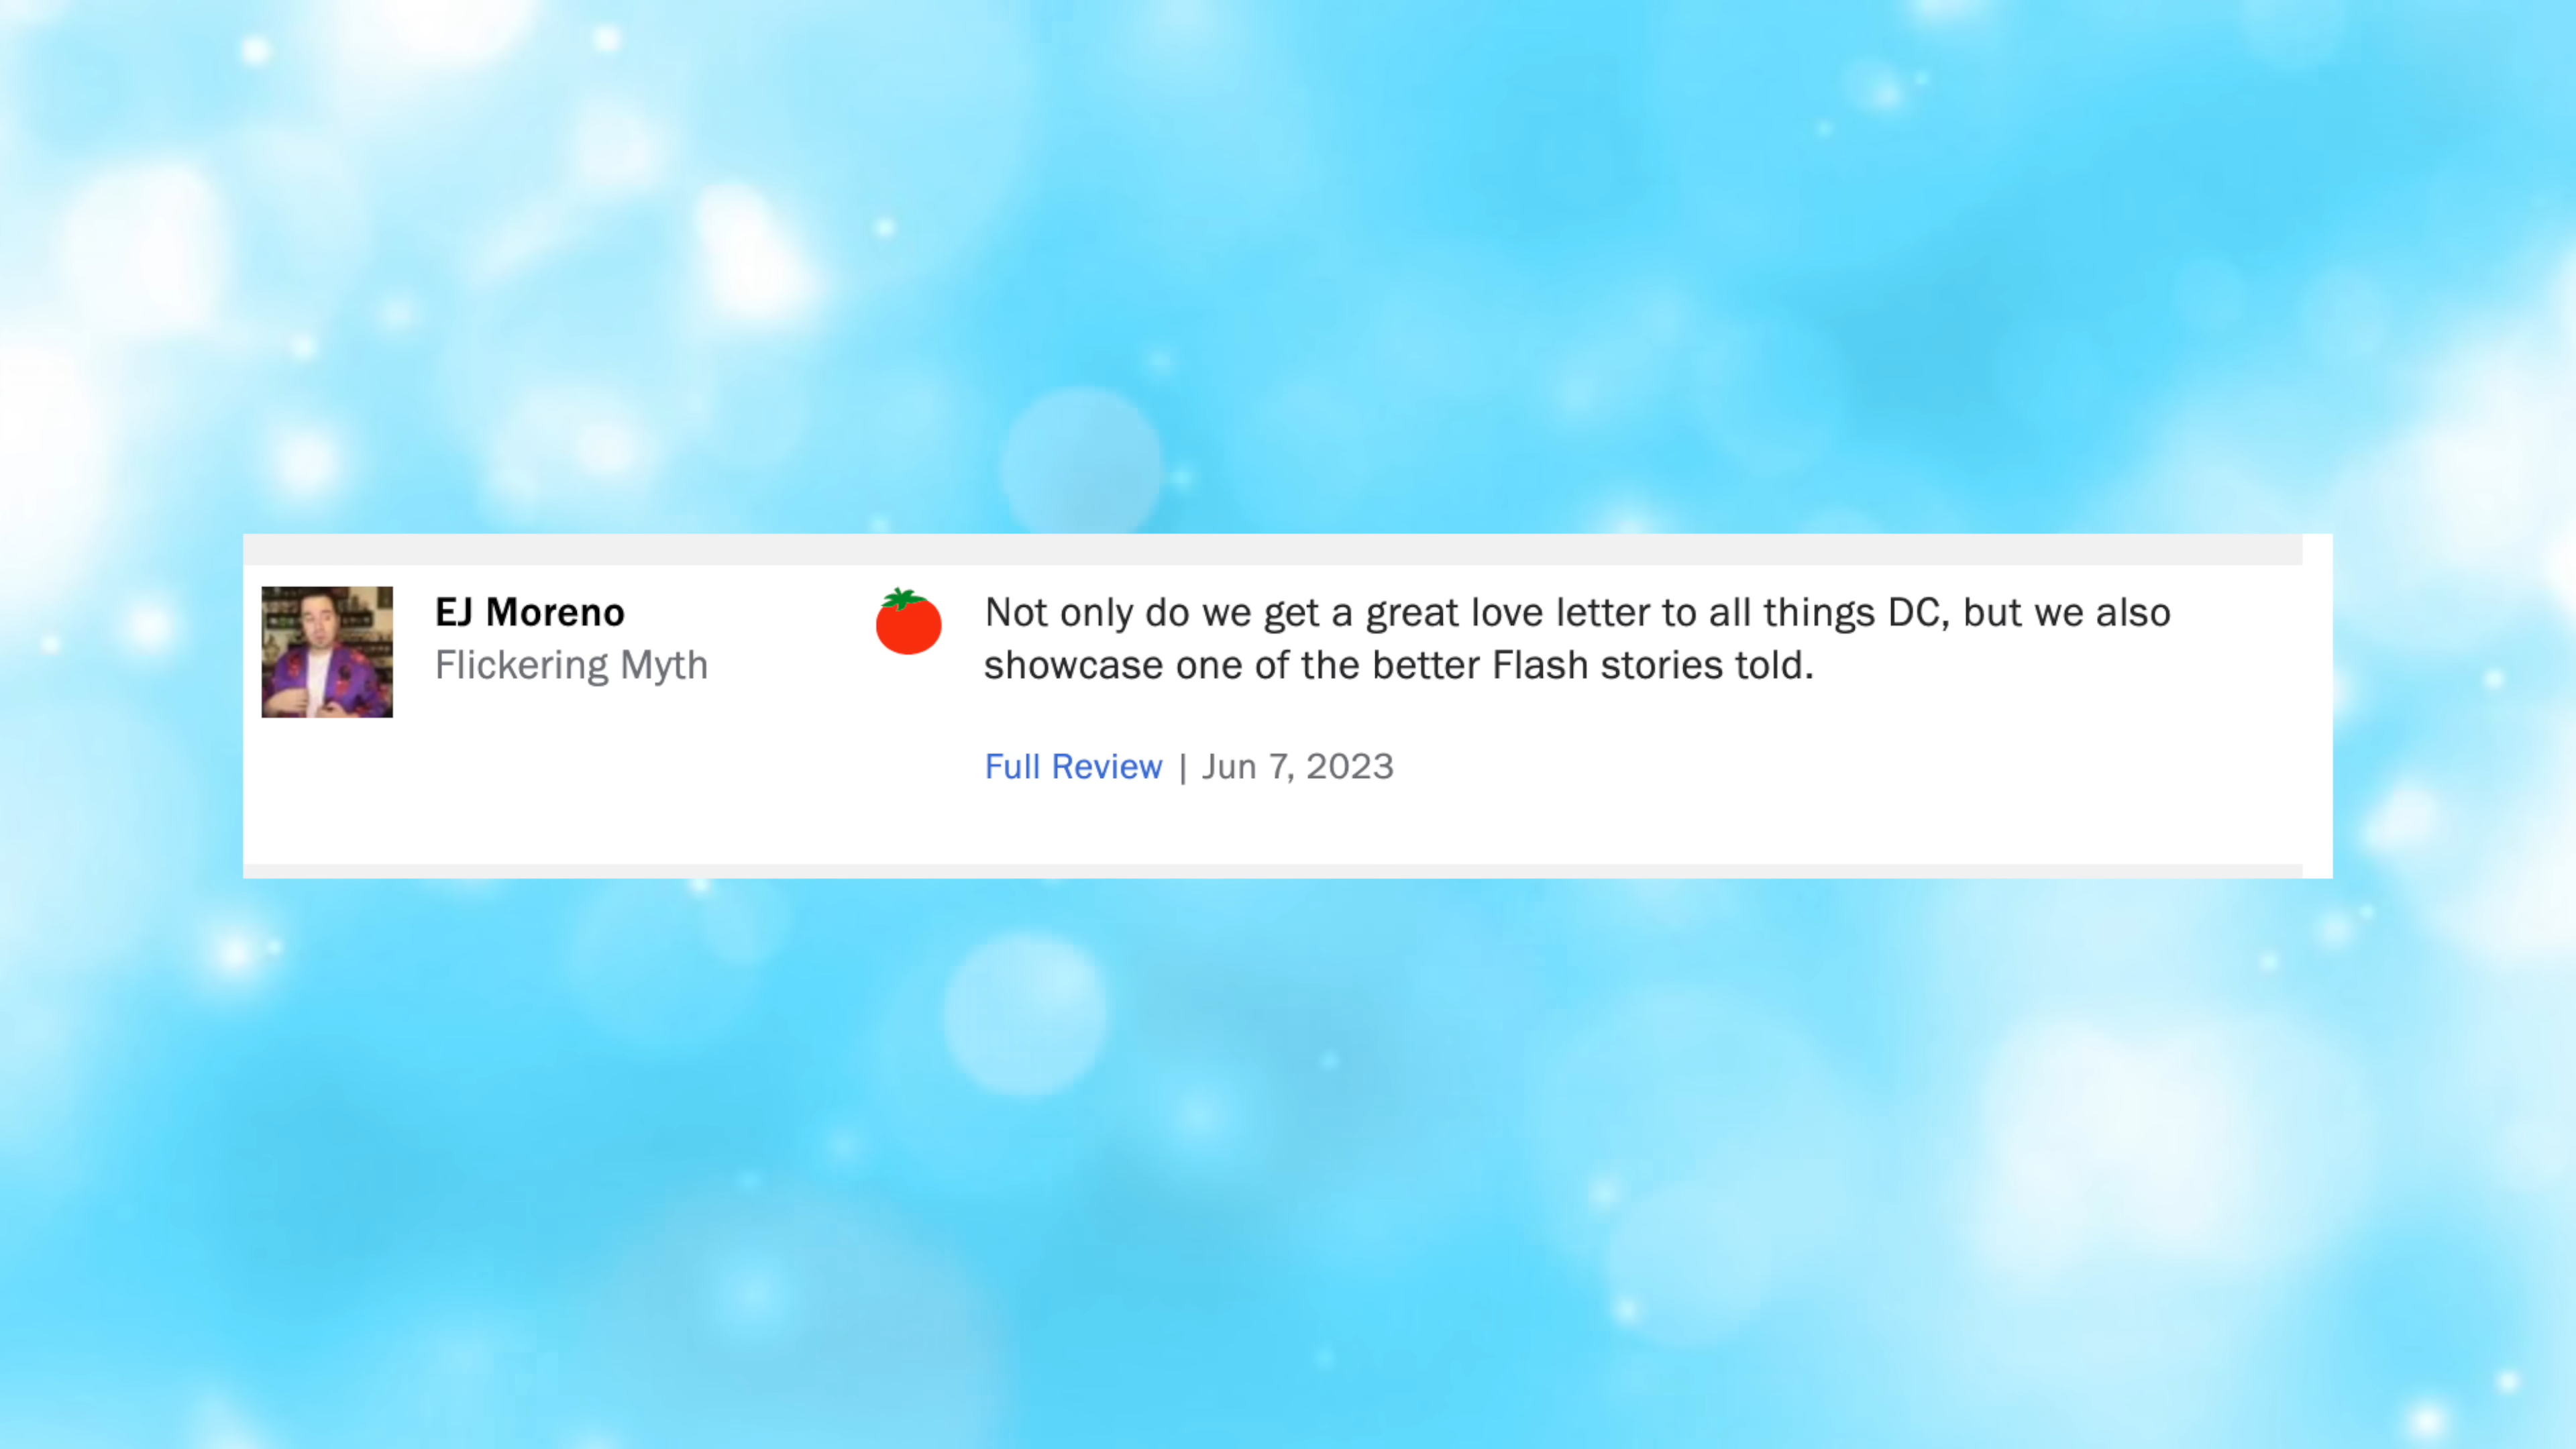 EJ Moreno
Flickering Myth
Not only do we get a great love letter to all things DC, but we also
showcase one of the better Flash stories told.
Full Review | Jun 7, 2023